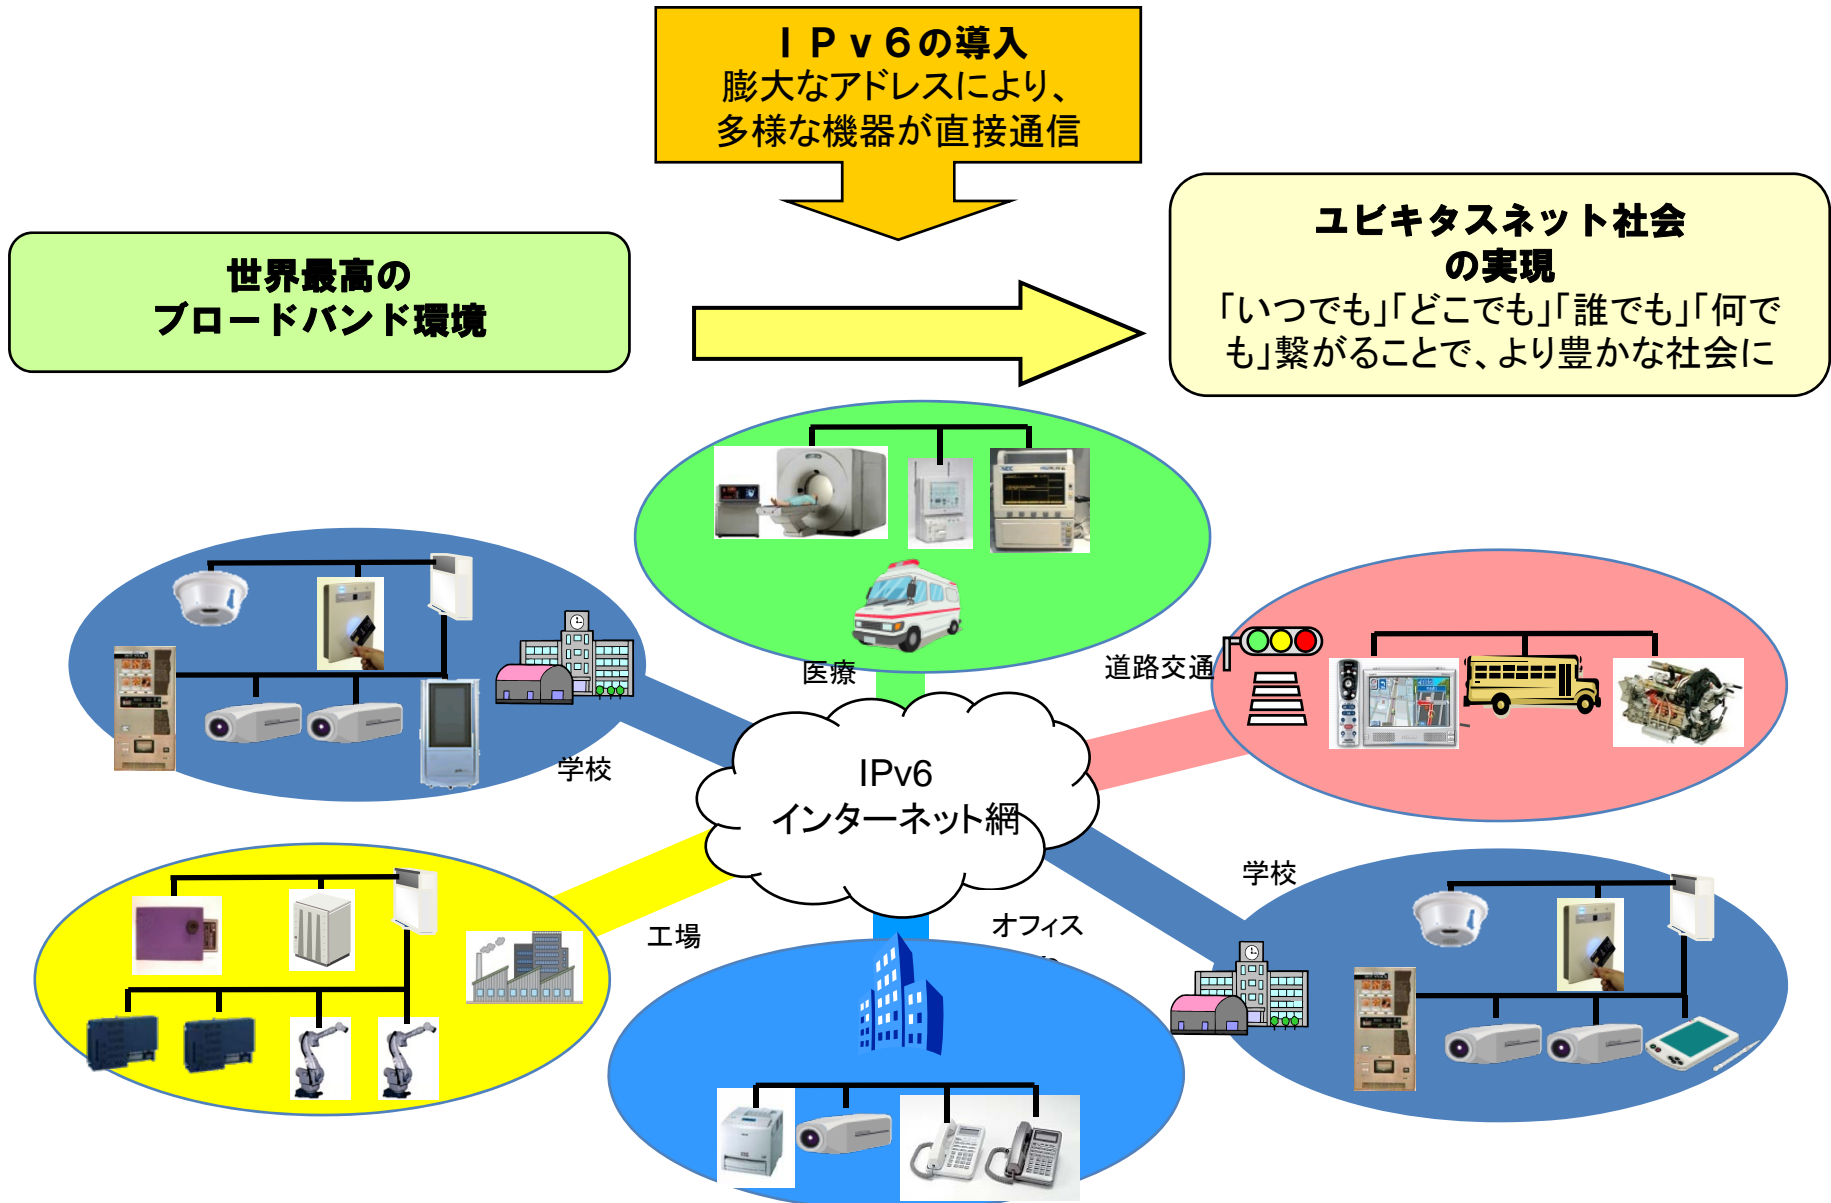 ＩＰｖ６の導入
膨大なアドレスにより、
多様な機器が直接通信
世界最高の
ブロードバンド環境
ユビキタスネット社会
の実現
「いつでも」「どこでも」「誰でも」「何で
も」繋がることで、より豊かな社会に
医療
道路交通
学校
IPv6
インターネット網
学校
工場
オフィス
NEC